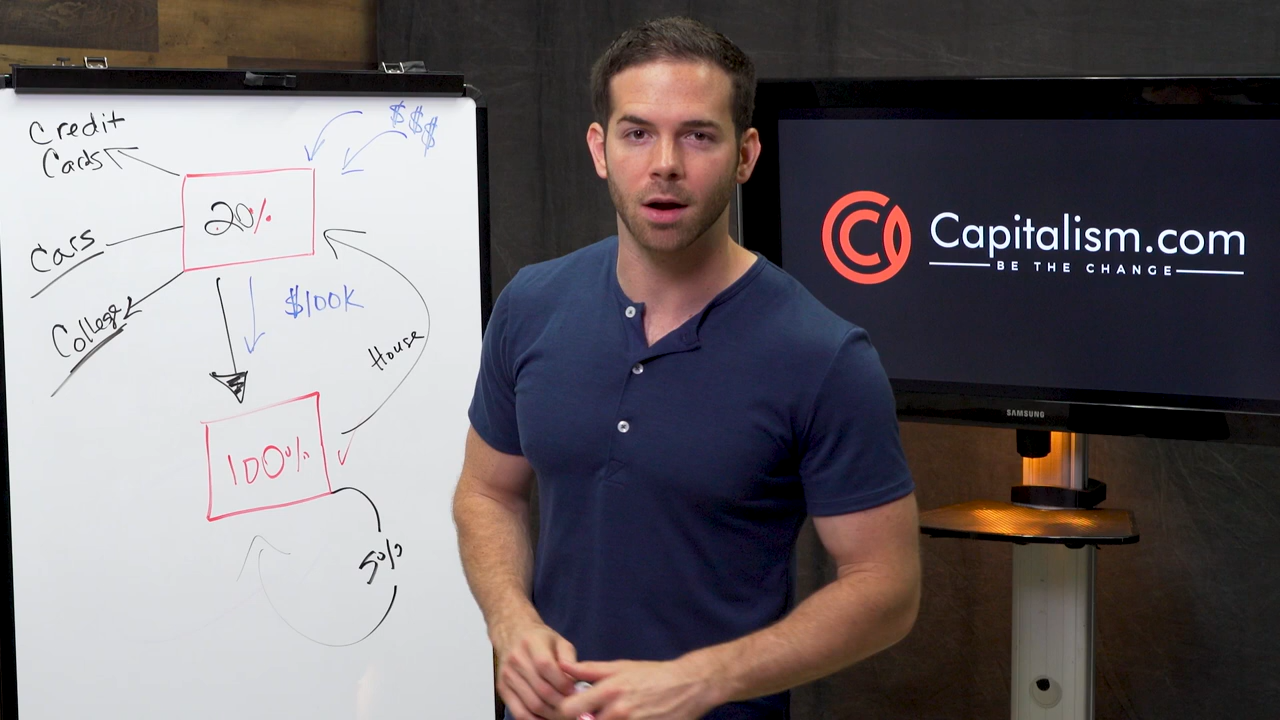 Credit
Cards
$$$
20%
Cars
College
$100K
House
100%
5%
Capitalism.com
BE THE CHANGE
SAMSUNG